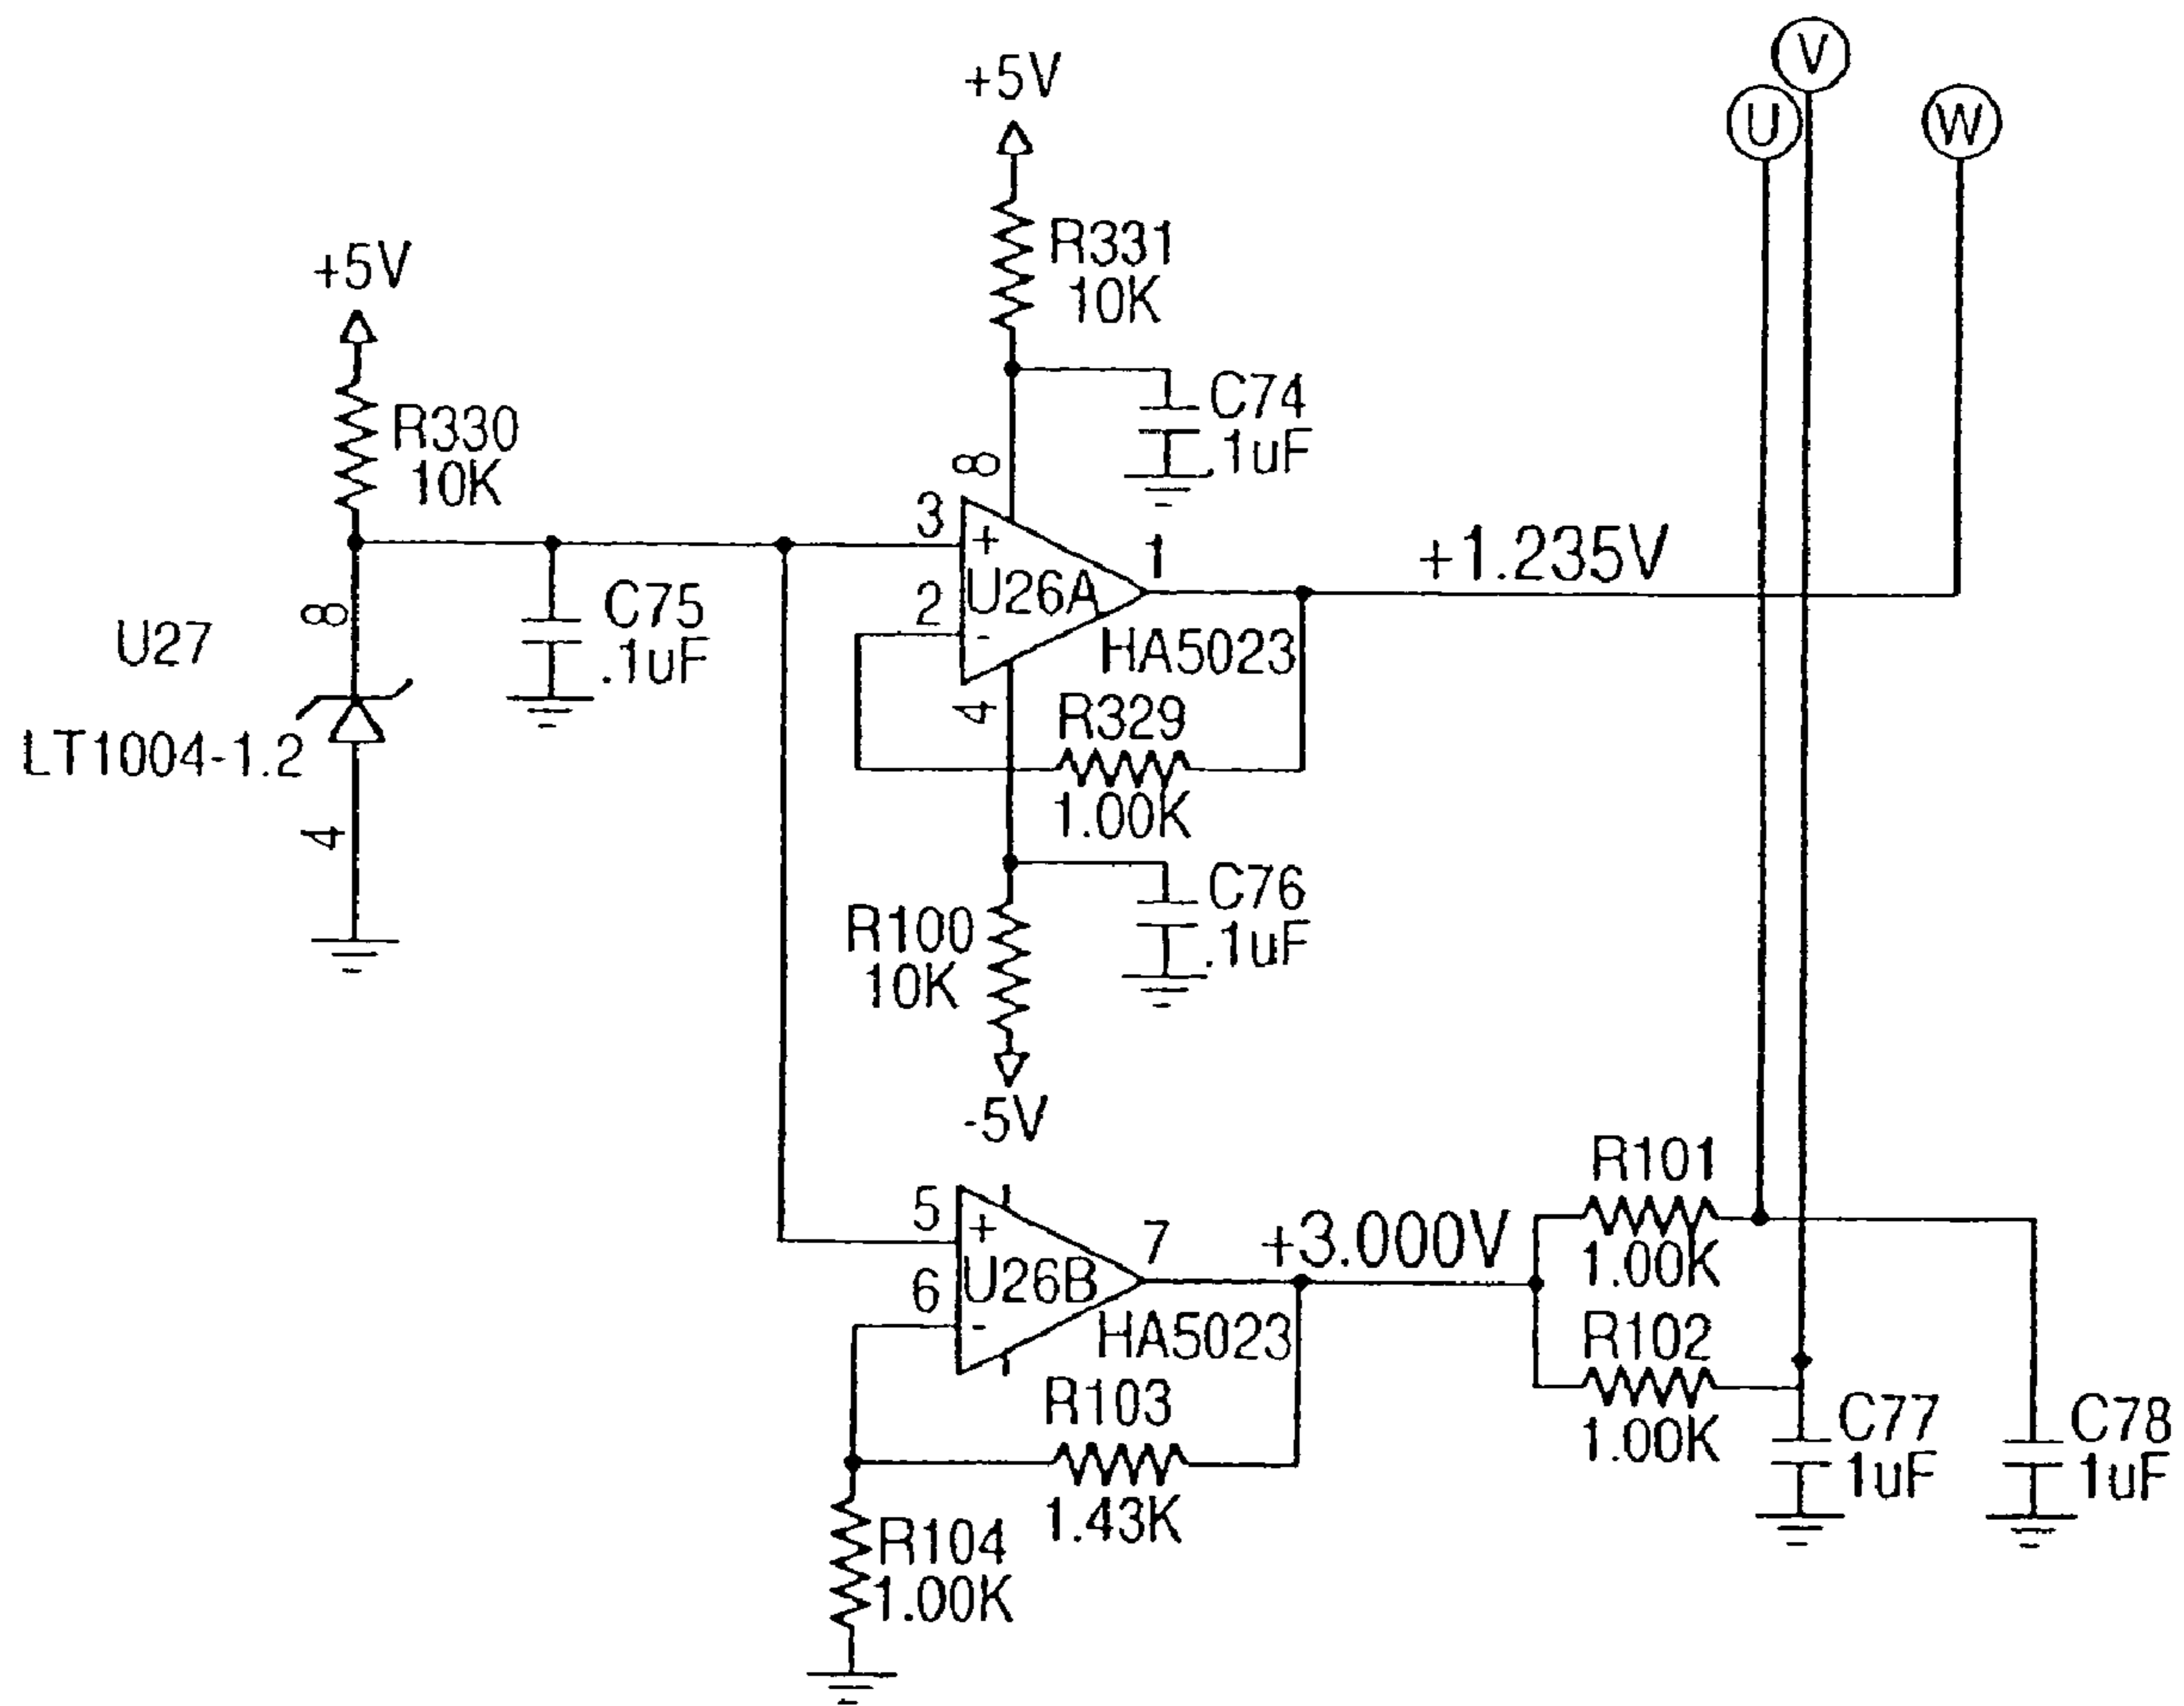 V
U
W
+5V
R331
10K
+5V
C74
.1uF
R330
10K
8
3
+
U26A
1
+1.235V
2
-
HA5023
8
C75
.1uF
U27
LT1004-1.2
4
4
R329
1.00K
C76
.1uF
R100
10K
-5V
R101
1.00K
5
+
U26B
7
+3.000V
6
-
HA5023
R102
1.00K
R103
1.43K
C77
1uF
C78
1uF
R104
1.00K